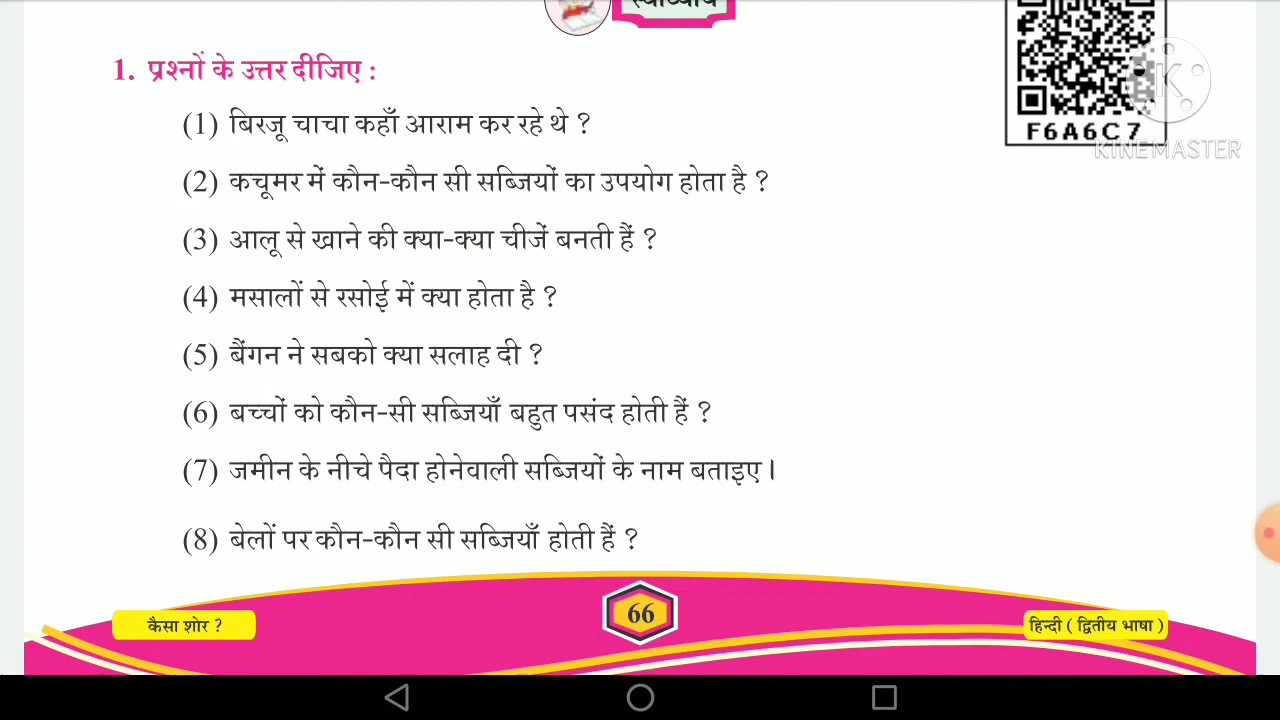 स्वाध्याय
1. प्रश्नों के उत्तर दीजिए :
(1) बिरजू चाचा कहाँ आराम कर रहे थे ?
(2) कचूमर में कौन-कौन सी सब्जियों का उपयोग होता है ?
(3) आलू से खाने की क्या-क्या चीजें बनती हैं ?
(4) मसालों से रसोई में क्या होता है ?
(5) बैंगन ने सबको क्या सलाह दी ?
(6) बच्चों को कौन-सी सब्जियाँ बहुत पसंद होती हैं ?
(7) जमीन के नीचे पैदा होनेवाली सब्जियों के नाम बताइए।
(8) बेलों पर कौन-कौन सी सब्जियाँ होती हैं ?
F6A6C7
K
KINEMASTER
कैसा शोर ?
66
हिन्दी ( द्वितीय भाषा )